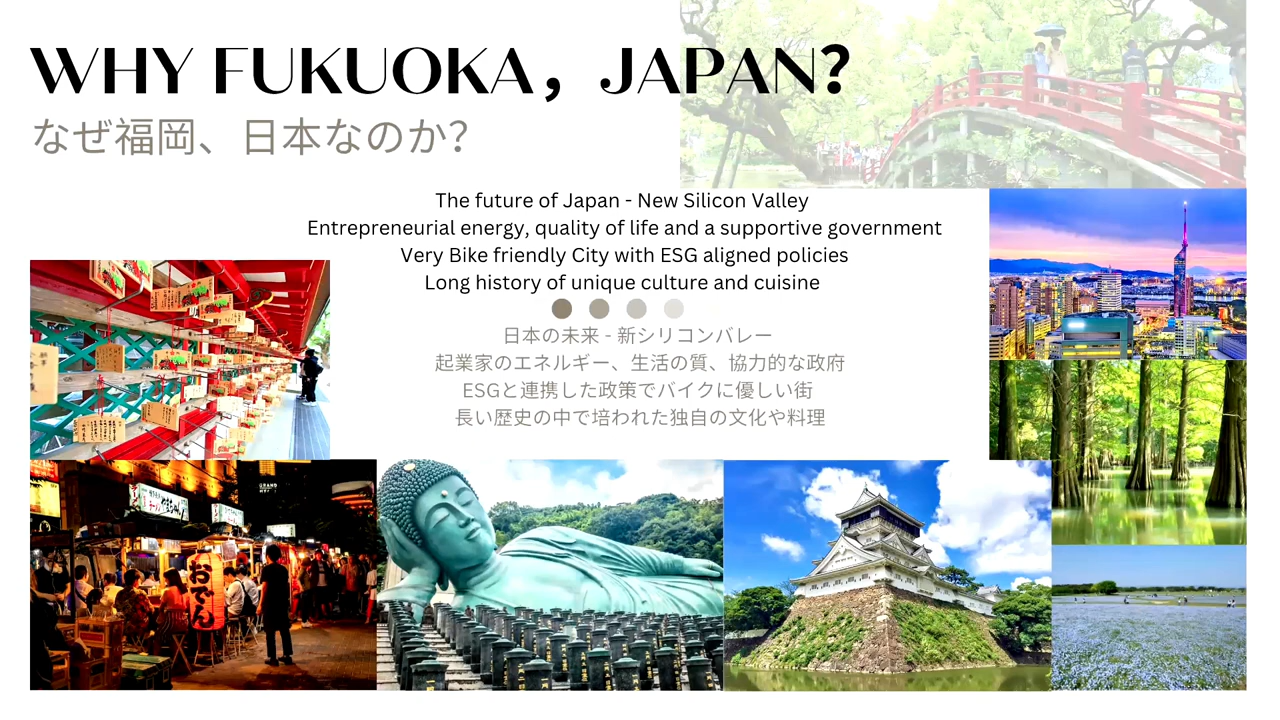 WHY FUKUOKA, JAPAN?
なぜ福岡、日本なのか？
The future of Japan - New Silicon Valley
Entrepreneurial energy, quality of life and a supportive government
Very Bike friendly City with ESG aligned policies
Long history of unique culture and cuisine
日本の未来 - 新シリコンバレー
起業家のエネルギー、生活の質、協力的な政府
ESGと連携した政策でバイクに優しい街
長い歴史の中で培われた独自の文化や料理
おでん